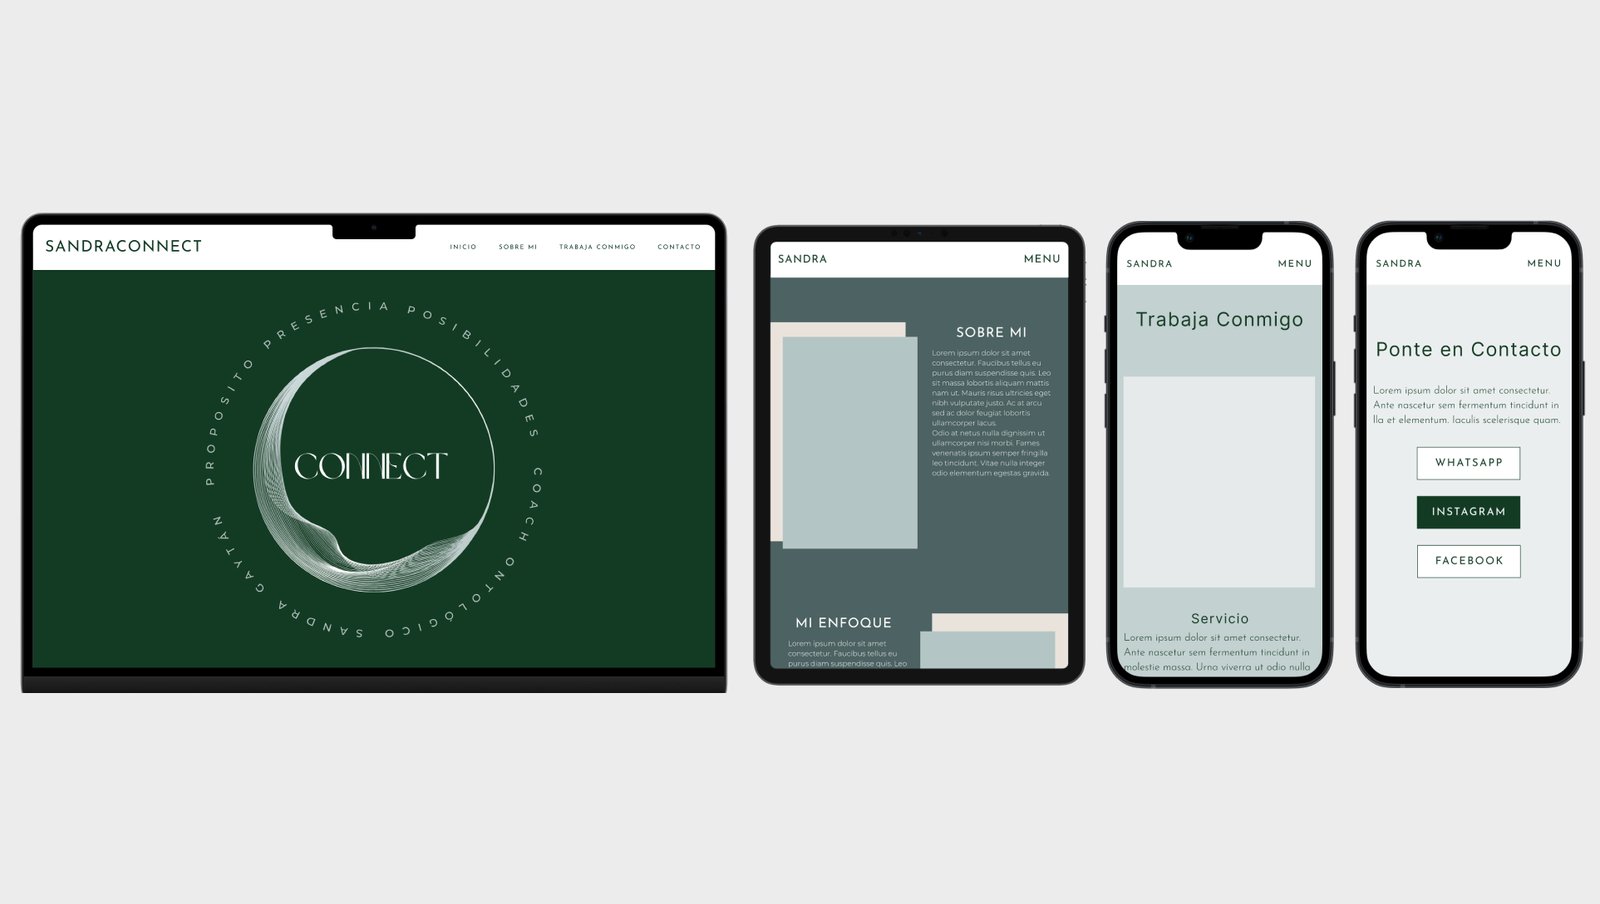 SANDRACONNECT
INICIO
SOBRE MI
TRABAJA CONMIGO
CONTACTO
PROPOSITO PRESENCIA POSIBILIDADES
COACH ONTOLÓGICO SANDRA GAYTÁN
CONNECT
SANDRA
MENU
SOBRE MI
Lorem ipsum dolor sit amet
consectetur. Faucibus tellus eu
purus diam suspendisse quis. Leo
sit massa lobortis aliquam mattis
nam ut. Mauris risus ultricies eget
nibh vulputate justo. Ac at arcu
sed ac dolor feugiat lobortis
ullamcorper lacus.
Odio at netus nulla dignissim ut
ullamcorper nisi morbi. Fames
venenatis ipsum semper fringilla
leo tincidunt. Vitae nulla integer
odio elementum egestas gravida.
MI ENFOQUE
Lorem ipsum dolor sit amet
consectetur. Faucibus tellus eu
purus diam suspendisse quis. Leo
SANDRA
MENU
Trabaja Conmigo
Servicio
Lorem ipsum dolor sit amet consectetur.
Ante nascetur sem fermentum tincidunt in
molestie massa. Urna viverra ut odio nulla
SANDRA
MENU
Ponte en Contacto
Lorem ipsum dolor sit amet consectetur.
Ante nascetur sem fermentum tincidunt in
lla et elementum. Iaculis scelerisque quam.
WHATSAPP
INSTAGRAM
FACEBOOK